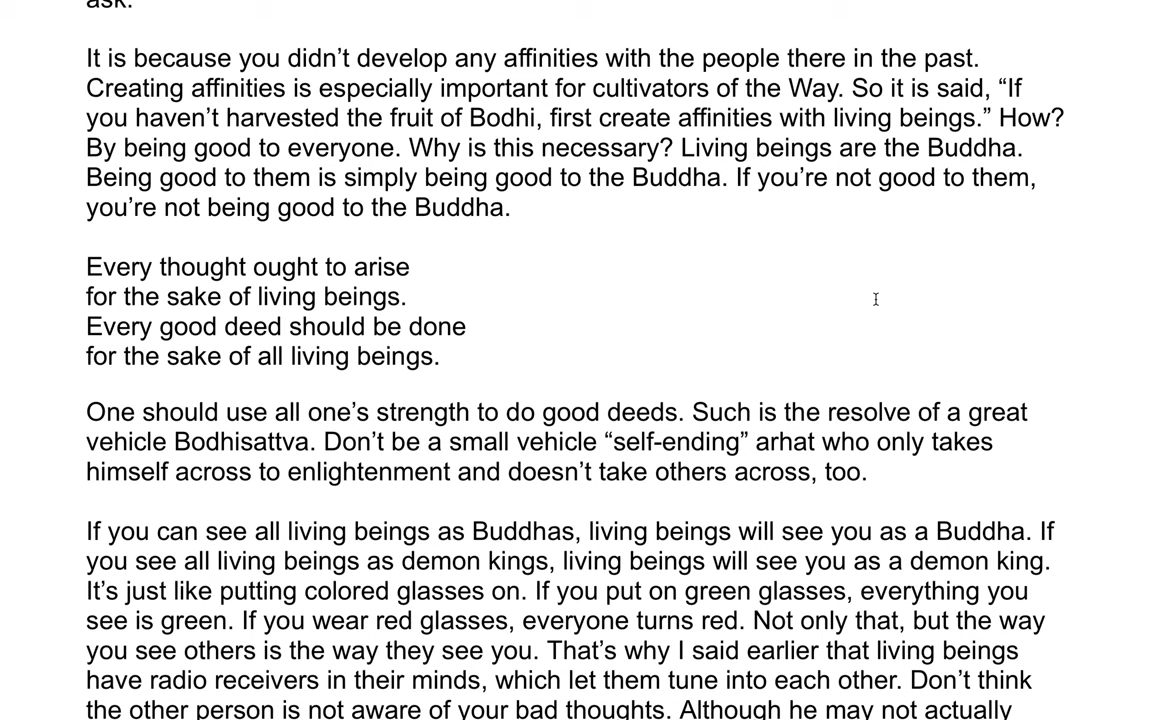 ask.
It is because you didn’t develop any affinities with the people there in the past.
Creating affinities is especially important for cultivators of the Way. So it is said, “If
you haven’t harvested the fruit of Bodhi, first create affinities with living beings.” How?
By being good to everyone. Why is this necessary? Living beings are the Buddha.
Being good to them is simply being good to the Buddha. If you’re not good to them,
you’re not being good to the Buddha.
Every thought ought to arise
for the sake of living beings.
Every good deed should be done
for the sake of all living beings.
One should use all one’s strength to do good deeds. Such is the resolve of a great
vehicle Bodhisattva. Don’t be a small vehicle “self-ending” arhat who only takes
himself across to enlightenment and doesn’t take others across, too.
If you can see all living beings as Buddhas, living beings will see you as a Buddha. If
you see all living beings as demon kings, living beings will see you as a demon king.
It’s just like putting colored glasses on. If you put on green glasses, everything you
see is green. If you wear red glasses, everyone turns red. Not only that, but the way
you see others is the way they see you. That’s why I said earlier that living beings
have radio receivers in their minds, which let them tune into each other. Don’t think
the other person is not aware of your bad thoughts. Although he may not actually